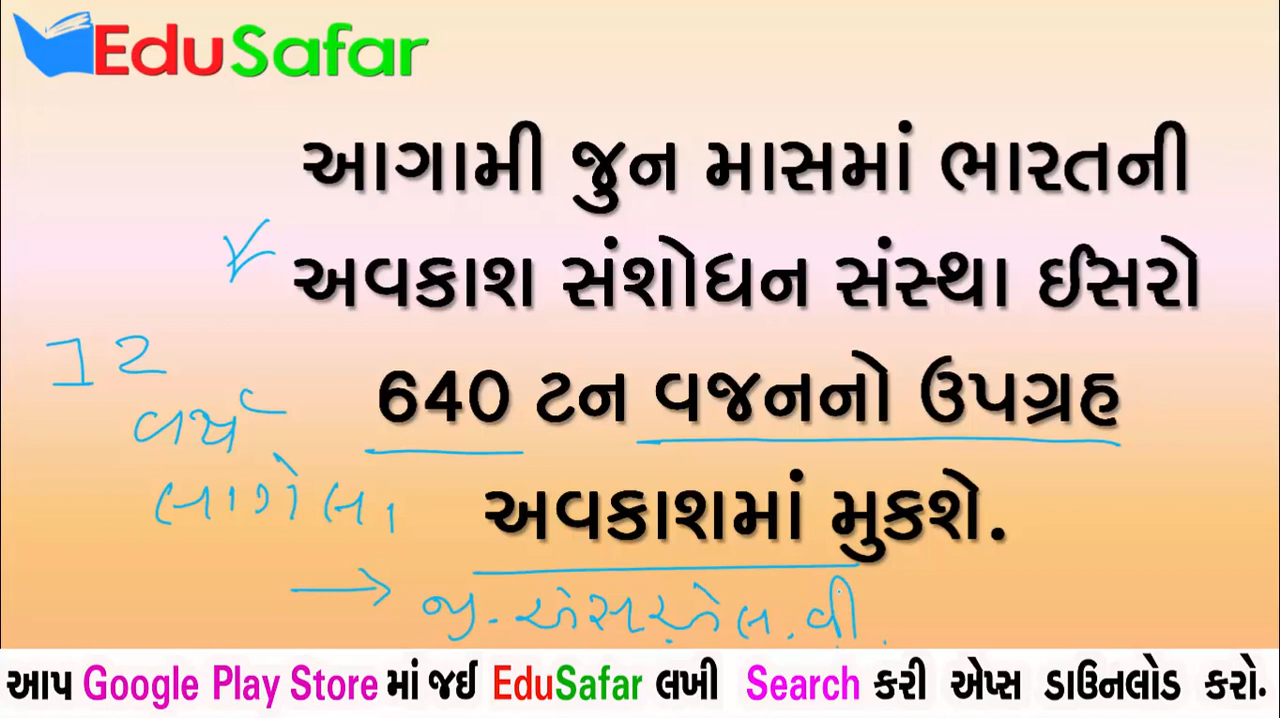 EduSafar
આગામી જુન માસમાં ભારતની
અવકાશ સંશોધન સંસ્થા ઈસરો
640 ટન વજનનો ઉપગ્રહ
અવકાશમાં મુકશે.
12
વર્ષ
લાગેલા
જી.એસ.એલ.વી.
આપ Google Play Store માં જઈ EduSafar લખી Search કરી એપ્સ ડાઉનલોડ કરો.